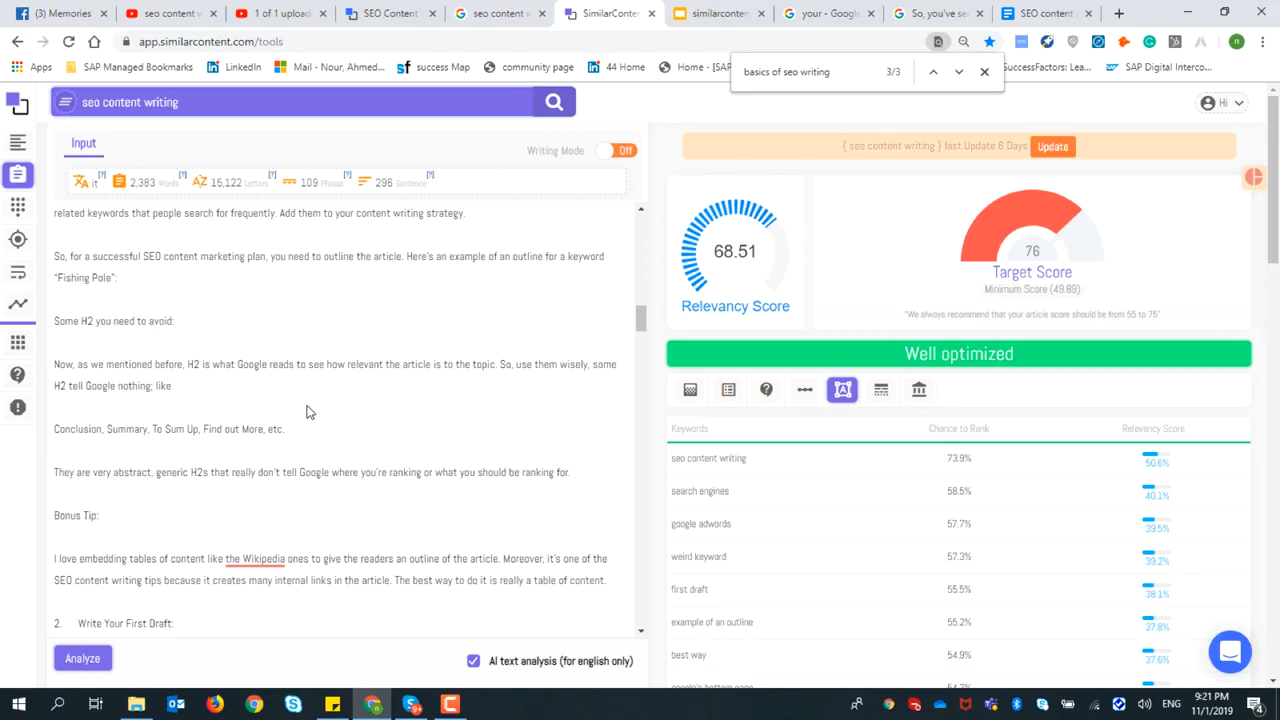 (3) Memories
seo content w
1 of 1 upload
SEO Content
seo content w
SimilarConter
similarconten
your - Google
So, you've se
SEO content
app.similarcontent.com/tools
Apps
SAP Managed Bookmarks
LinkedIn
Mail - Nour, Ahmed...
success Map
community page
44 Home
Home - [SAP
SuccessFactors: Lea...
SAP Digital Interco...
basics of seo writing
3/3
seo content writing
Hi
Input
Writing Mode
Off
{ seo content writing } last Update 6 Days
Update
it [?]
2,383 Words [?]
15,122 Letters [?]
109 Phrase [?]
296 Sentence [?]
related keywords that people search for frequently. Add them to your content writing strategy.
So, for a successful SEO content marketing plan, you need to outline the article. Here's an example of an outline for a keyword
"Fishing Pole":
Some H2 you need to avoid:
Now, as we mentioned before, H2 is what Google reads to see how relevant the article is to the topic. So, use them wisely, some
H2 tell Google nothing; like
Conclusion, Summary, To Sum Up, Find out More, etc.
They are very abstract, generic H2s that really don't tell Google where you're ranking or what you should be ranking for.
Bonus Tip:
I love embedding tables of content like the Wikipedia ones to give the readers an outline of the article. Moreover, it's one of the
SEO content writing tips because it creates many internal links in the article. The best way to do it is really a table of content.
2. Write Your First Draft:
Analyze
AI text analysis (for english only)
68.51
Relevancy Score
76
Target Score
Minimum Score (49.89)
"We always recommend that your article score should be from 55 to 75"
Well optimized
Keywords Chance to Rank Relevancy Score
seo content writing 73.9% 50.6%
search engines 58.5% 40.1%
google adwords 57.7% 39.5%
weird keyword 57.3% 39.2%
first draft 55.5% 38.1%
example of an outline 55.2% 37.8%
best way 54.9% 37.6%
ENG
9:21 PM
11/1/2019